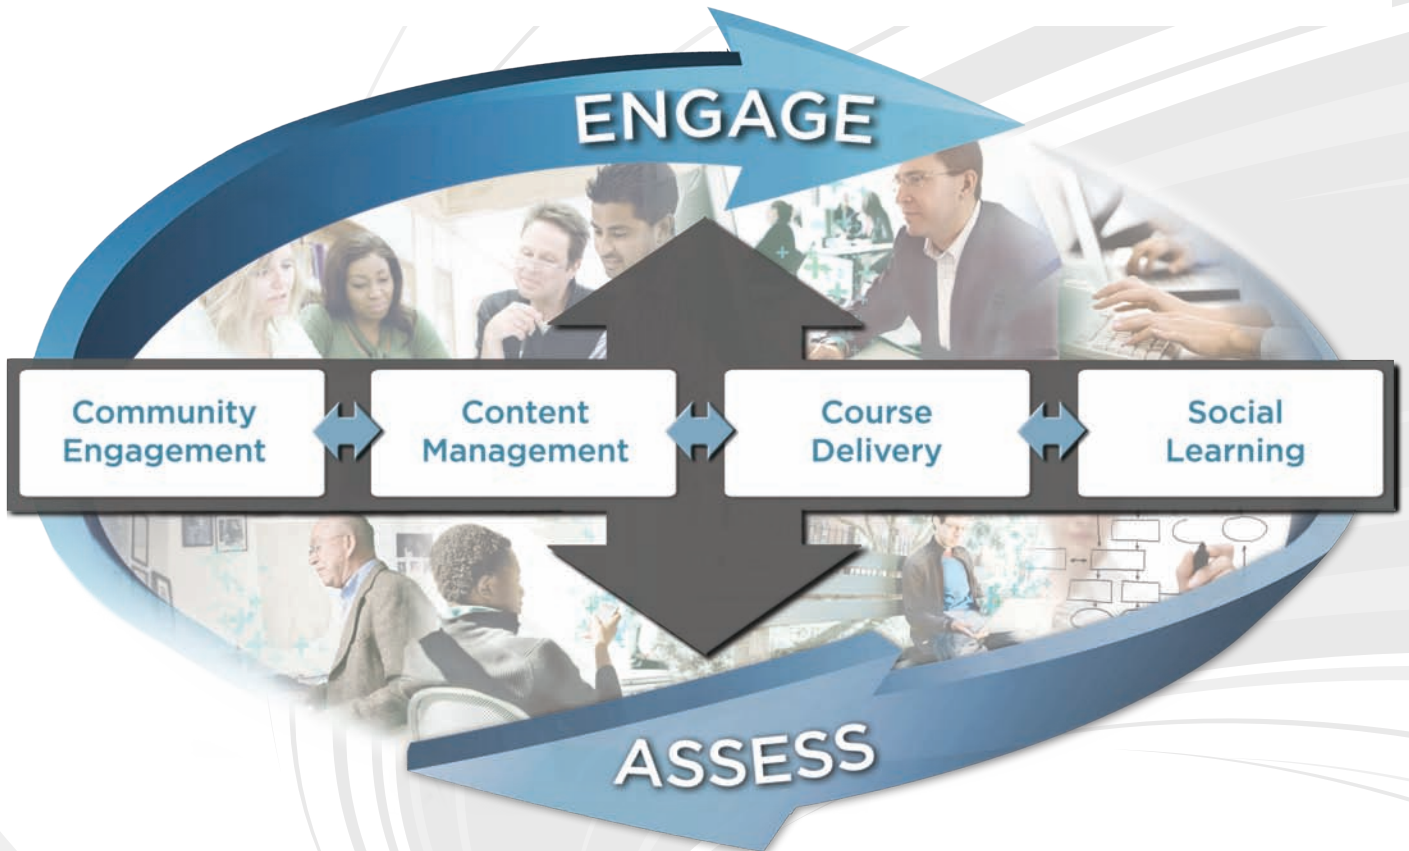 ENGAGE
Community
Engagement
Content
Management
Course
Delivery
Social
Learning
ASSESS